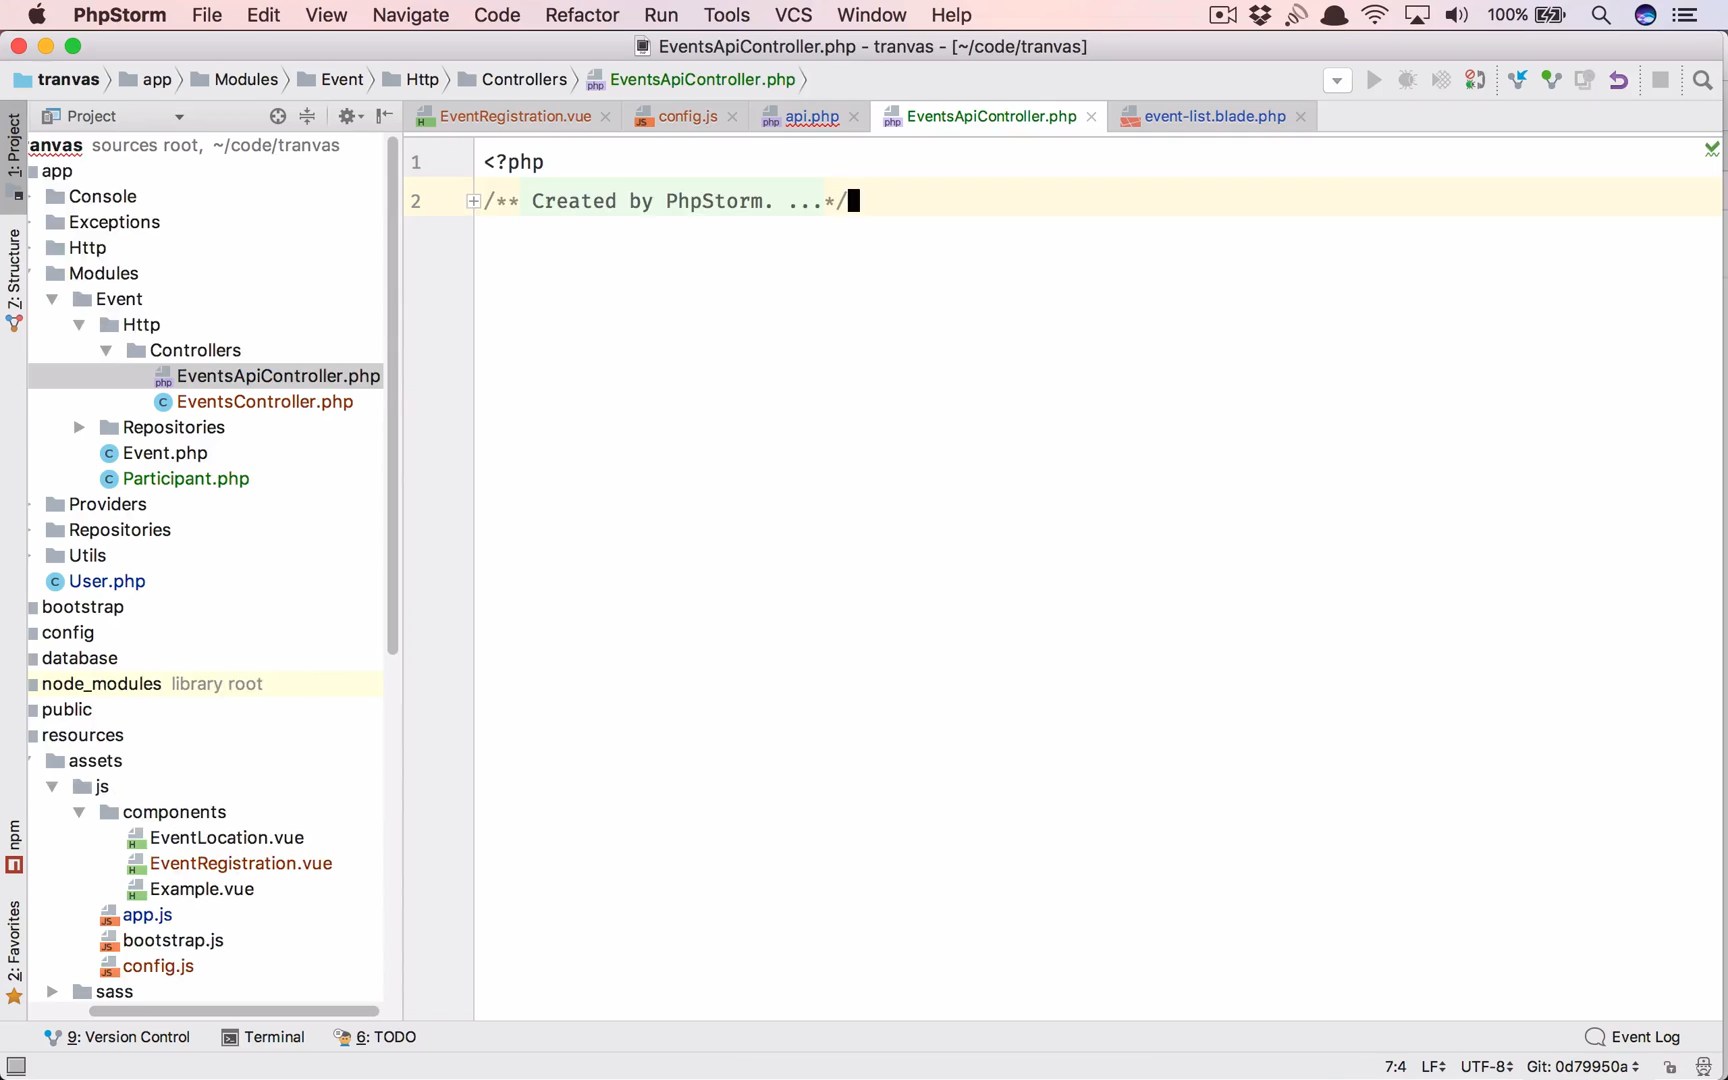 PhpStorm File Edit View Navigate Code Refactor Run Tools VCS Window Help 100%
EventsApiController.php - tranvas - [~/code/tranvas]
tranvas app Modules Event Http Controllers EventsApiController.php
Project EventRegistration.vue config.js api.php EventsApiController.php event-list.blade.php
1: Project
7: Structure
npm
2: Favorites
anvas sources root, ~/code/tranvas
app
Console
Exceptions
Http
Modules
Event
Http
Controllers
EventsApiController.php
EventsController.php
Repositories
Event.php
Participant.php
Providers
Repositories
Utils
User.php
bootstrap
config
database
node_modules library root
public
resources
assets
js
components
EventLocation.vue
EventRegistration.vue
Example.vue
app.js
bootstrap.js
config.js
sass
1 <?php
2 /** Created by PhpStorm. ...*/
9: Version Control Terminal 6: TODO Event Log
7:4 LF UTF-8 Git: 0d79950a